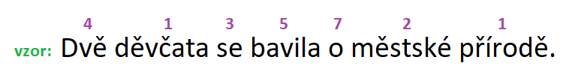 4 1 3 5 7 2 1
vzor: Dvě děvčata se bavila o městské přírodě.